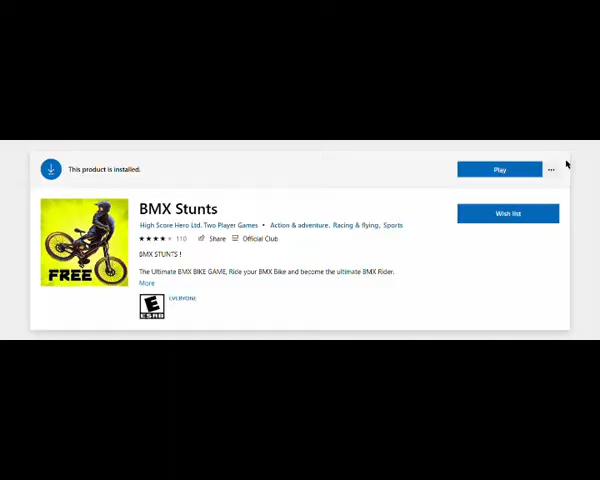 This product is installed.
Play
...
BMX Stunts
Wish list
High Score Hero Ltd. Two Player Games • Action & adventure, Racing & flying, Sports
110 Share Official Club
BMX STUNTS !
FREE
The Ultimate BMX BIKE GAME, Ride your BMX Bike and become the ultimate BMX Rider.
More
E
ESRB
EVERYONE